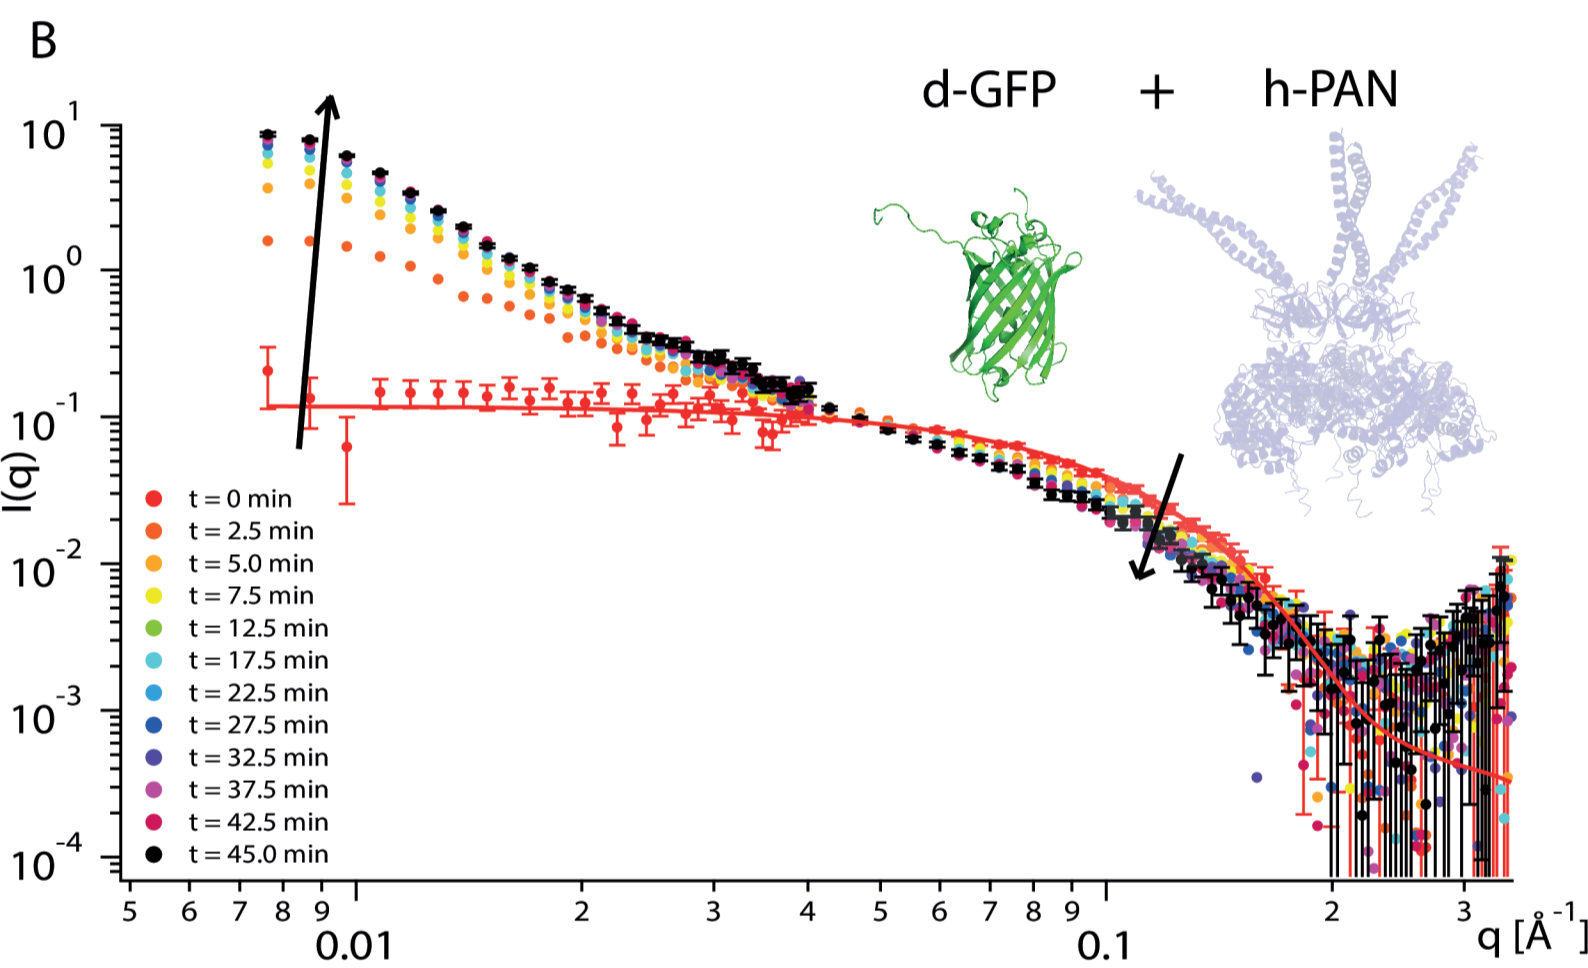 B
d-GFP + h-PAN
10^1
10^0
10^-1
10^-2
10^-3
10^-4
I(q)
t = 0 min
t = 2.5 min
t = 5.0 min
t = 7.5 min
t = 12.5 min
t = 17.5 min
t = 22.5 min
t = 27.5 min
t = 32.5 min
t = 37.5 min
t = 42.5 min
t = 45.0 min
5 6 7 8 9 2 3 4 5 6 7 8 9 2 3
0.01 0.1 q [Å^-1]